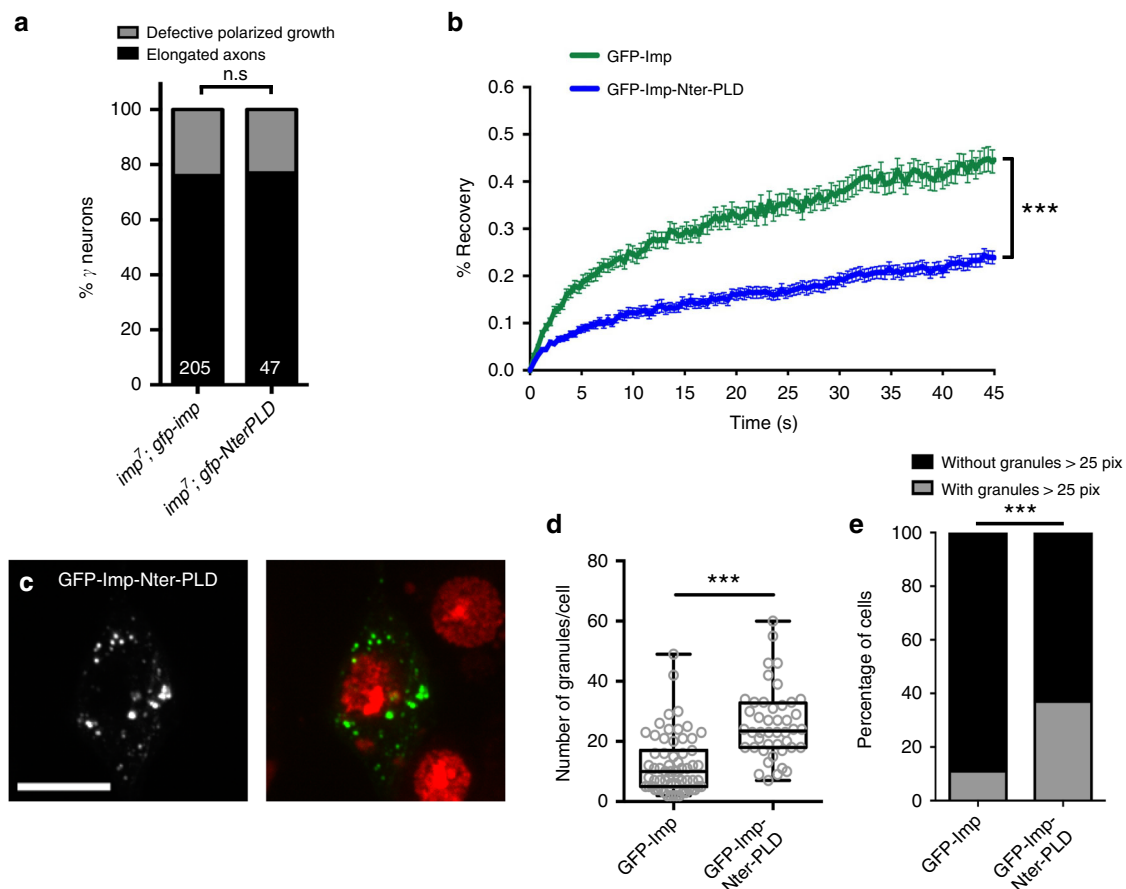 a
Defective polarized growth
Elongated axons
n.s
100
80
60
40
20
0
% γ neurons
205
47
imp⁷; gfp-imp
imp⁷; gfp-NterPLD
b
GFP-Imp
GFP-Imp-Nter-PLD
0.6
0.5
0.4
0.3
0.2
0.1
0.0
% Recovery
***
0 5 10 15 20 25 30 35 40 45
Time (s)
c
GFP-Imp-Nter-PLD
d
80
60
40
20
0
Number of granules/cell
***
GFP-Imp
GFP-Imp-
Nter-PLD
Without granules > 25 pix
With granules > 25 pix
e
***
100
80
60
40
20
0
Percentage of cells
GFP-Imp
GFP-Imp-
Nter-PLD